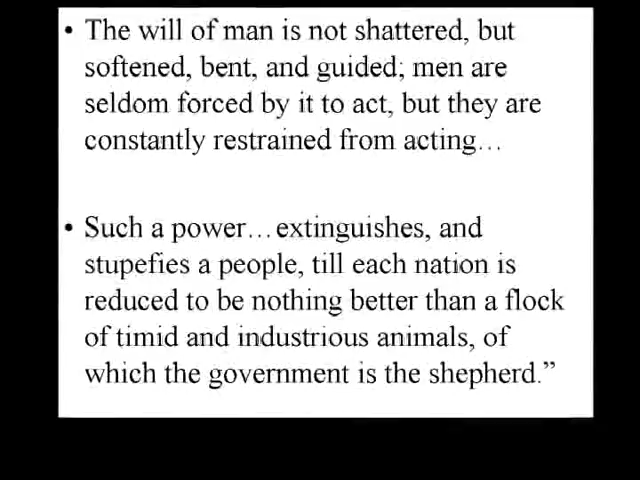 • The will of man is not shattered, but
softened, bent, and guided; men are
seldom forced by it to act, but they are
constantly restrained from acting…
• Such a power…extinguishes, and
stupefies a people, till each nation is
reduced to be nothing better than a flock
of timid and industrious animals, of
which the government is the shepherd.”